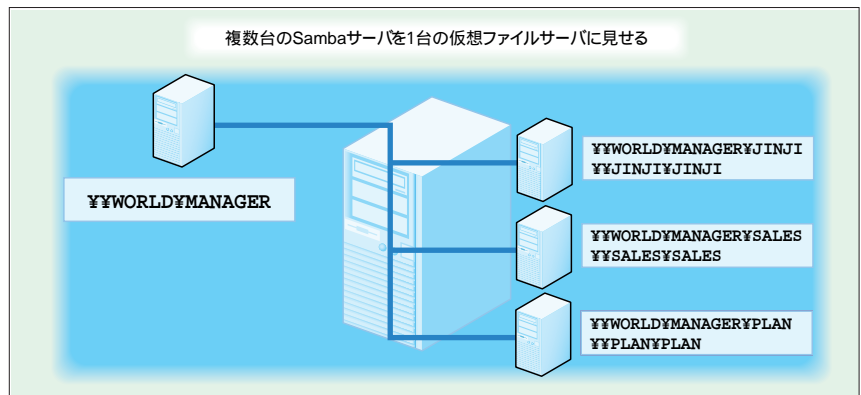 複数台のSambaサーバを1台の仮想ファイルサーバに見せる
¥¥WORLD¥MANAGER
¥¥WORLD¥MANAGER¥JINJI
¥¥JINJI¥JINJI
¥¥WORLD¥MANAGER¥SALES
¥¥SALES¥SALES
¥¥WORLD¥MANAGER¥PLAN
¥¥PLAN¥PLAN